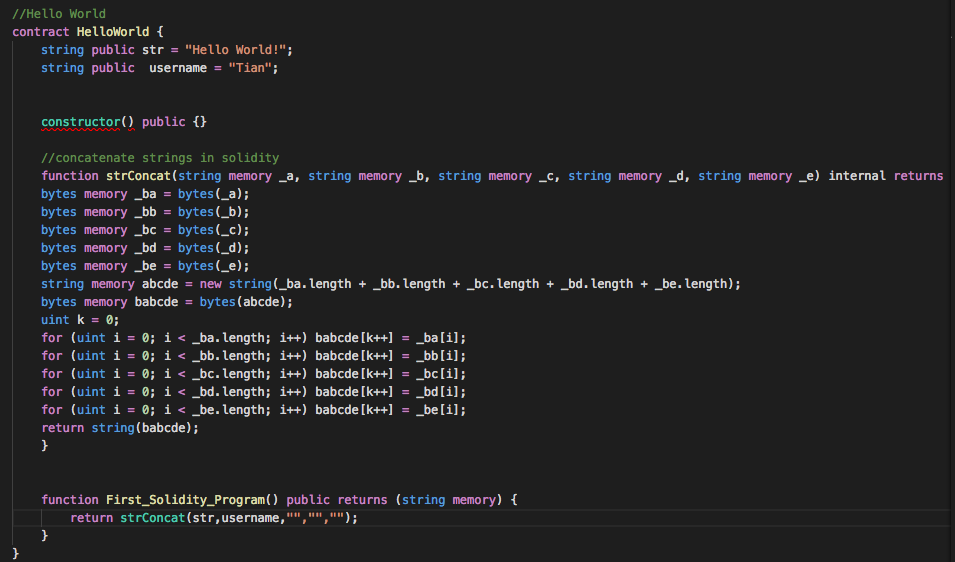 //Hello World
contract HelloWorld {
    string public str = "Hello World!";
    string public  username = "Tian";
    constructor() public {}
    //concatenate strings in solidity
    function strConcat(string memory _a, string memory _b, string memory _c, string memory _d, string memory _e) internal returns
    bytes memory _ba = bytes(_a);
    bytes memory _bb = bytes(_b);
    bytes memory _bc = bytes(_c);
    bytes memory _bd = bytes(_d);
    bytes memory _be = bytes(_e);
    string memory abcde = new string(_ba.length + _bb.length + _bc.length + _bd.length + _be.length);
    bytes memory babcde = bytes(abcde);
    uint k = 0;
    for (uint i = 0; i < _ba.length; i++) babcde[k++] = _ba[i];
    for (uint i = 0; i < _bb.length; i++) babcde[k++] = _bb[i];
    for (uint i = 0; i < _bc.length; i++) babcde[k++] = _bc[i];
    for (uint i = 0; i < _bd.length; i++) babcde[k++] = _bd[i];
    for (uint i = 0; i < _be.length; i++) babcde[k++] = _be[i];
    return string(babcde);
    }
    function First_Solidity_Program() public returns (string memory) {
        return strConcat(str,username,"","","");
    }
}